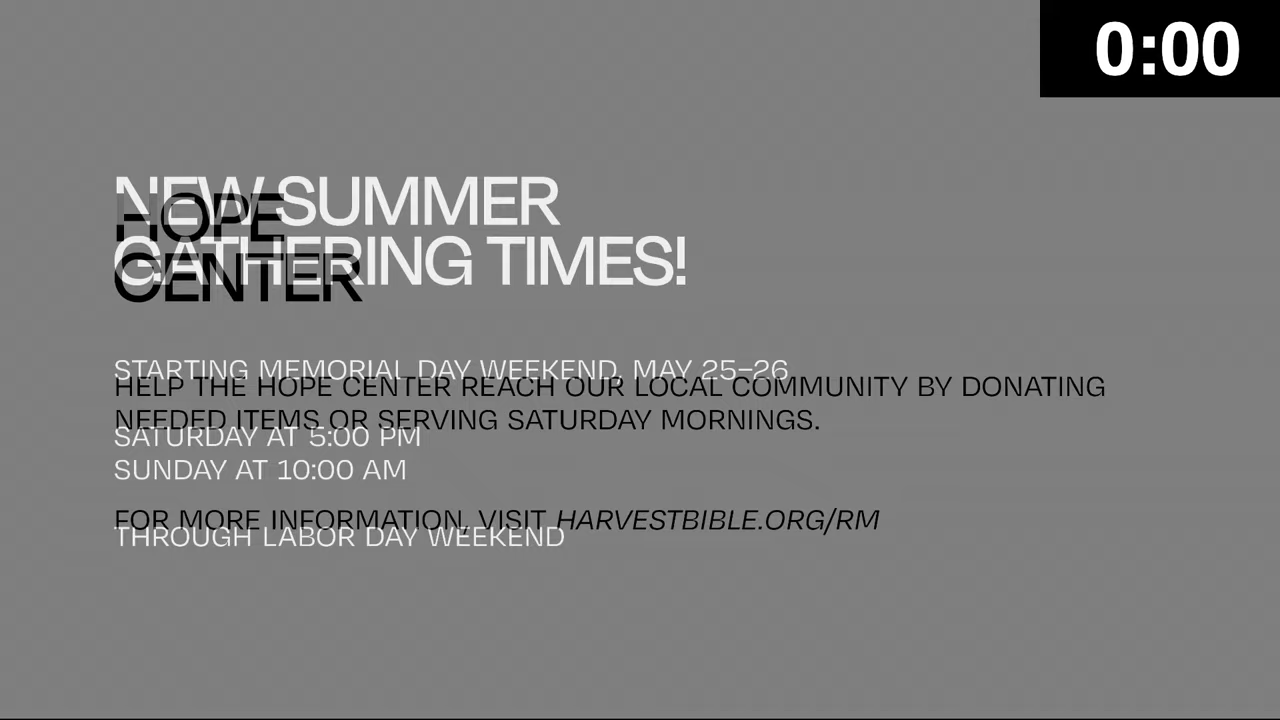 0:00
NEW SUMMER
HOPE
GATHERING TIMES!
CENTER
STARTING MEMORIAL DAY WEEKEND, MAY 25–26
HELP THE HOPE CENTER REACH OUR LOCAL COMMUNITY BY DONATING
NEEDED ITEMS OR SERVING SATURDAY MORNINGS.
SATURDAY AT 5:00 PM
SUNDAY AT 10:00 AM
FOR MORE INFORMATION, VISIT HARVESTBIBLE.ORG/RM
THROUGH LABOR DAY WEEKEND